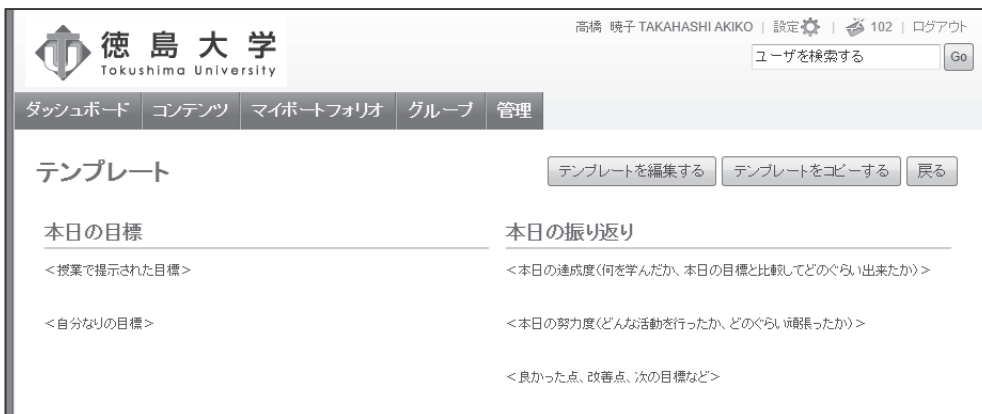 徳島大学
Tokushima University
高橋 暁子 TAKAHASHI AKIKO | 設定 | 102 | ログアウト
ユーザを検索する Go
ダッシュボード コンテンツ マイポートフォリオ グループ 管理
テンプレート
テンプレートを編集する テンプレートをコピーする 戻る
本日の目標
<授業で提示された目標>
<自分なりの目標>
本日の振り返り
<本日の達成度(何を学んだか、本日の目標と比較してどのぐらい出来たか)>
<本日の努力度(どんな活動を行ったか、どのぐらい頑張ったか)>
<良かった点、改善点、次の目標など>